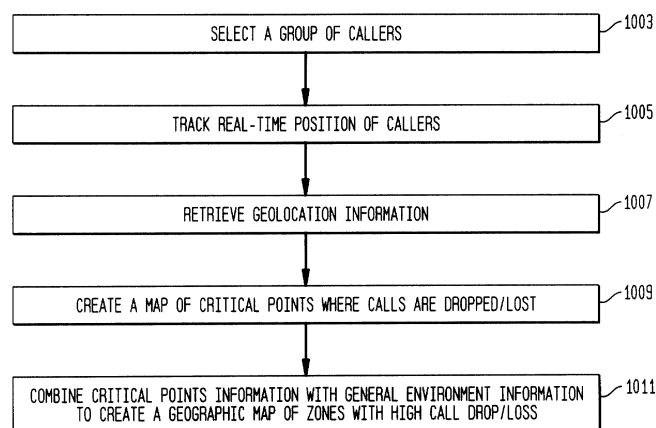 SELECT A GROUP OF CALLERS
1003
TRACK REAL-TIME POSITION OF CALLERS
1005
RETRIEVE GEOLOCATION INFORMATION
1007
CREATE A MAP OF CRITICAL POINTS WHERE CALLS ARE DROPPED/LOST
1009
COMBINE CRITICAL POINTS INFORMATION WITH GENERAL ENVIRONMENT INFORMATION
TO CREATE A GEOGRAPHIC MAP OF ZONES WITH HIGH CALL DROP/LOSS
1011